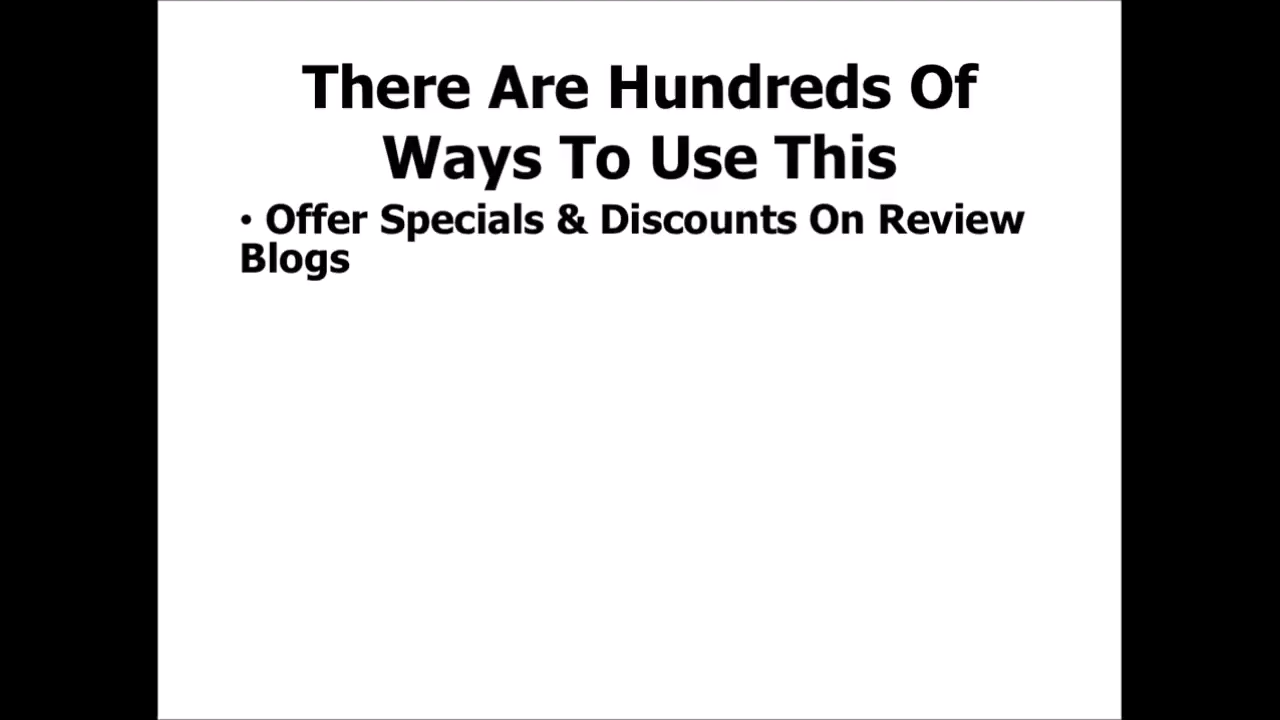 There Are Hundreds Of
Ways To Use This
• Offer Specials & Discounts On Review
Blogs